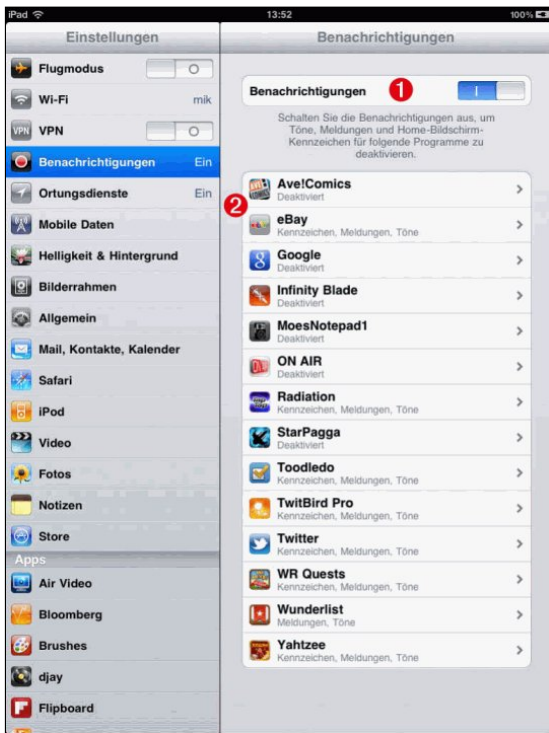 iPad 13:52 100%
Einstellungen
Flugmodus
Wi-Fi mik
VPN VPN
Benachrichtigungen Ein
Ortungsdienste Ein
Mobile Daten
Helligkeit & Hintergrund
Bilderrahmen
Allgemein
Mail, Kontakte, Kalender
Safari
iPod
Video
Fotos
Notizen
Store
Apps
Air Video
Bloomberg
Brushes
djay
Flipboard
Benachrichtigungen
Benachrichtigungen 1
Schalten Sie die Benachrichtigungen aus, um
Töne, Meldungen und Home-Bildschirm-
Kennzeichen für folgende Programme zu
deaktivieren.
2
Ave!Comics
Deaktiviert
eBay
Kennzeichen, Meldungen, Töne
Google
Deaktiviert
Infinity Blade
Deaktiviert
MoesNotepad1
Deaktiviert
ON AIR
Deaktiviert
Radiation
Kennzeichen, Meldungen, Töne
StarPagga
Deaktiviert
Toodledo
Kennzeichen, Meldungen, Töne
TwitBird Pro
Kennzeichen, Meldungen, Töne
Twitter
Kennzeichen, Meldungen, Töne
WR Quests
Kennzeichen, Meldungen, Töne
Wunderlist
Meldungen, Töne
Yahtzee
Kennzeichen, Meldungen, Töne